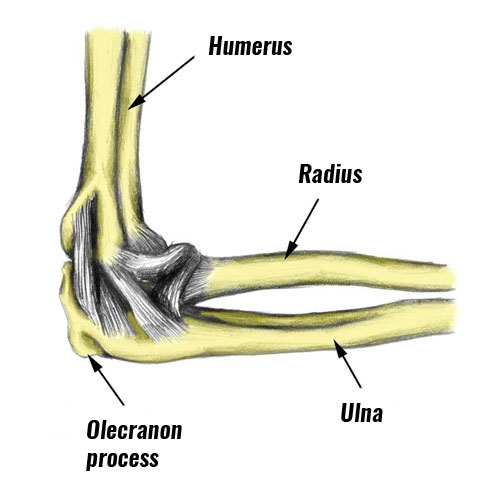 Humerus
Radius
Ulna
Olecranon
process